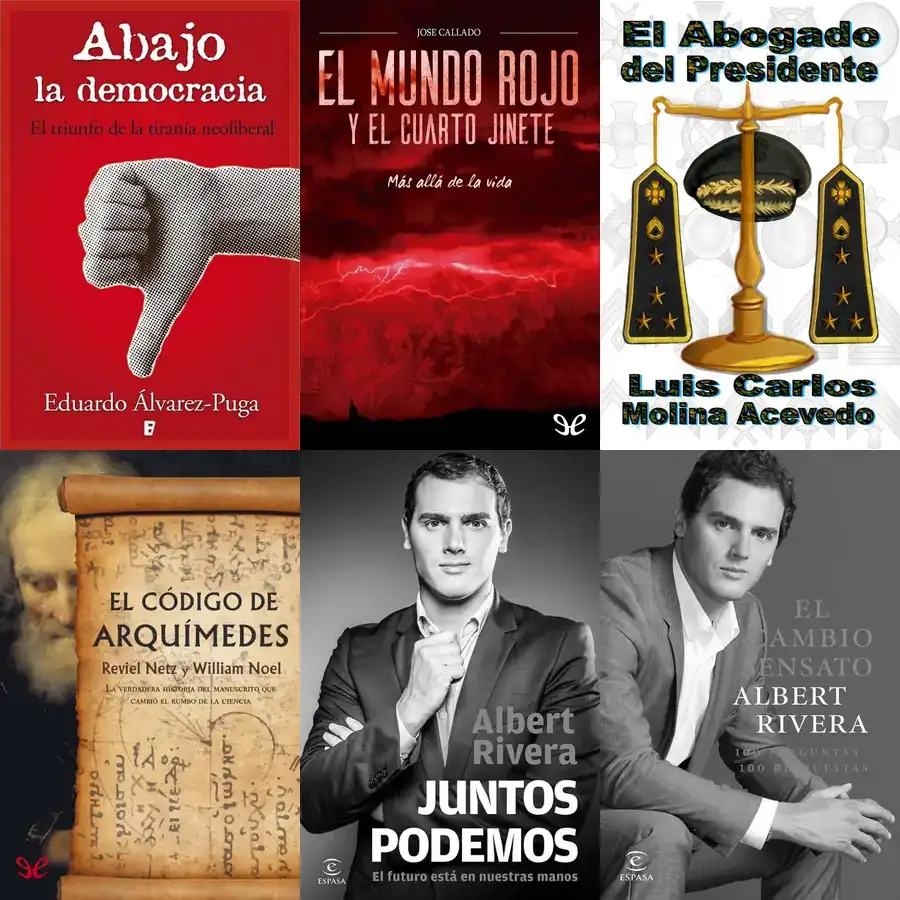 Abajo
la democracia
El triunfo de la tiranía neoliberal
Eduardo Álvarez-Puga
B
JOSE CALLADO
EL MUNDO ROJO
Y EL CUARTO JINETE
Más allá de la vida
El Abogado
del Presidente
Luis Carlos
Molina Acevedo
EL CÓDIGO DE
ARQUÍMEDES
Reviel Netz y William Noel
LA VERDADERA HISTORIA DEL MANUSCRITO QUE
CAMBIÓ EL RUMBO DE LA CIENCIA
Albert
Rivera
JUNTOS
PODEMOS
El futuro está en nuestras manos
e
ESPASA
EL
CAMBIO
SENSATO
ALBERT
RIVERA
100 PREGUNTAS
100 RESPUESTAS
e
ESPASA